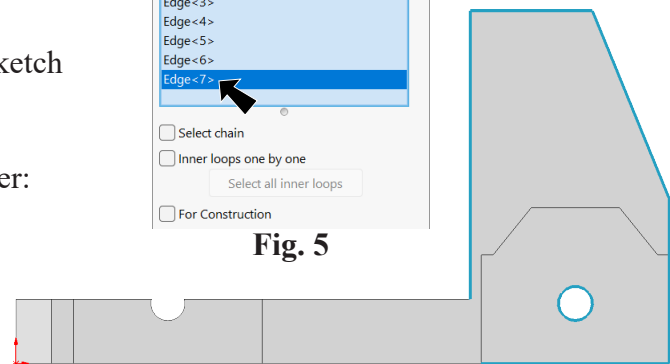 Edge<3>
Edge<4>
Edge<5>
Edge<6>
Edge<7>
Select chain
Inner loops one by one
Select all inner loops
For Construction
Fig. 5
ketch
er: